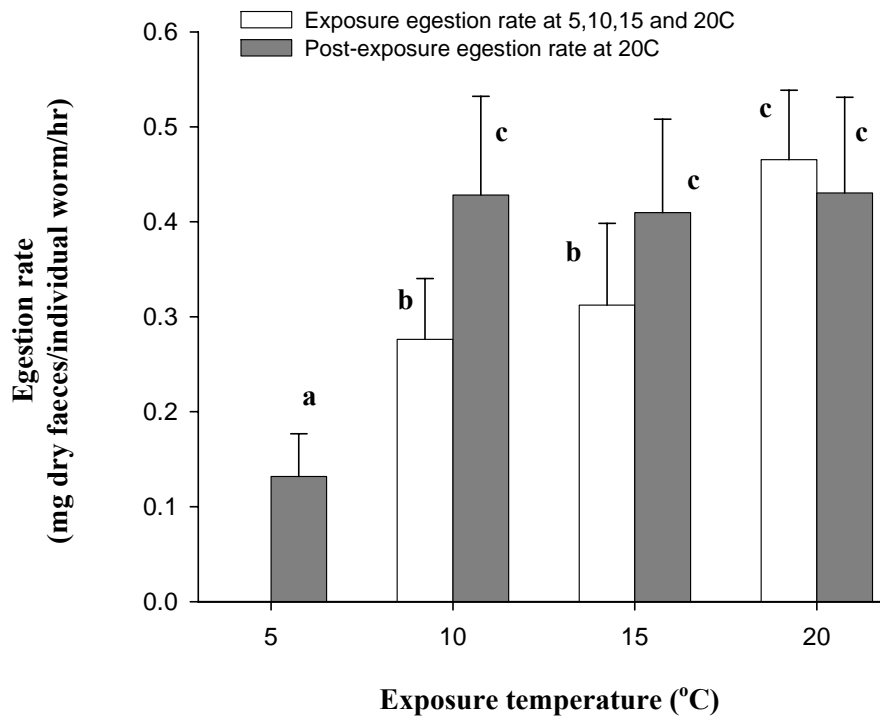 Exposure egestion rate at 5,10,15 and 20C
Post-exposure egestion rate at 20C
Egestion rate
(mg dry faeces/individual worm/hr)
0.6
0.5
0.4
0.3
0.2
0.1
0.0
a
b
c
b
c
c
c
5
10
15
20
Exposure temperature (°C)